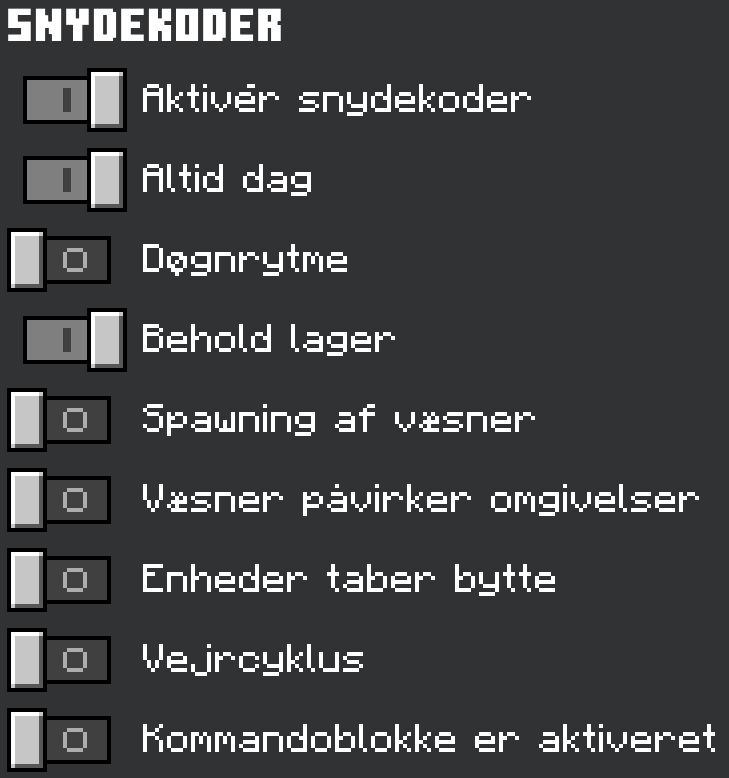 SNYDEKODER
Aktivér snydekoder
Altid dag
Døgnrytme
Behold lager
Spawning af væsner
Væsner påvirker omgivelser
Enheder taber bytte
Vejrcyklus
Kommandoblokke er aktiveret